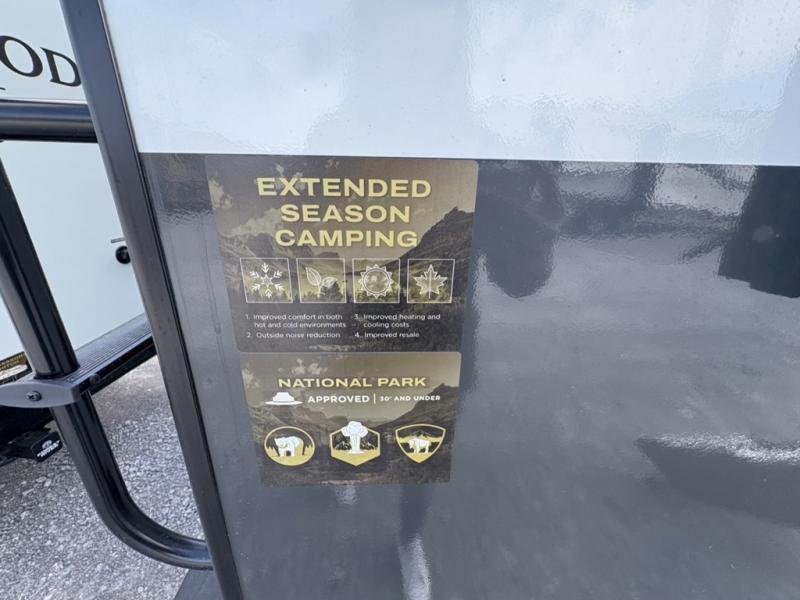 OD
EXTENDED
SEASON
CAMPING
1. Improved comfort in both
hot and cold environments
2. Outside noise reduction
3. Improved heating and
cooling costs
4. Improved resale
NATIONAL PARK
APPROVED | 30' AND UNDER